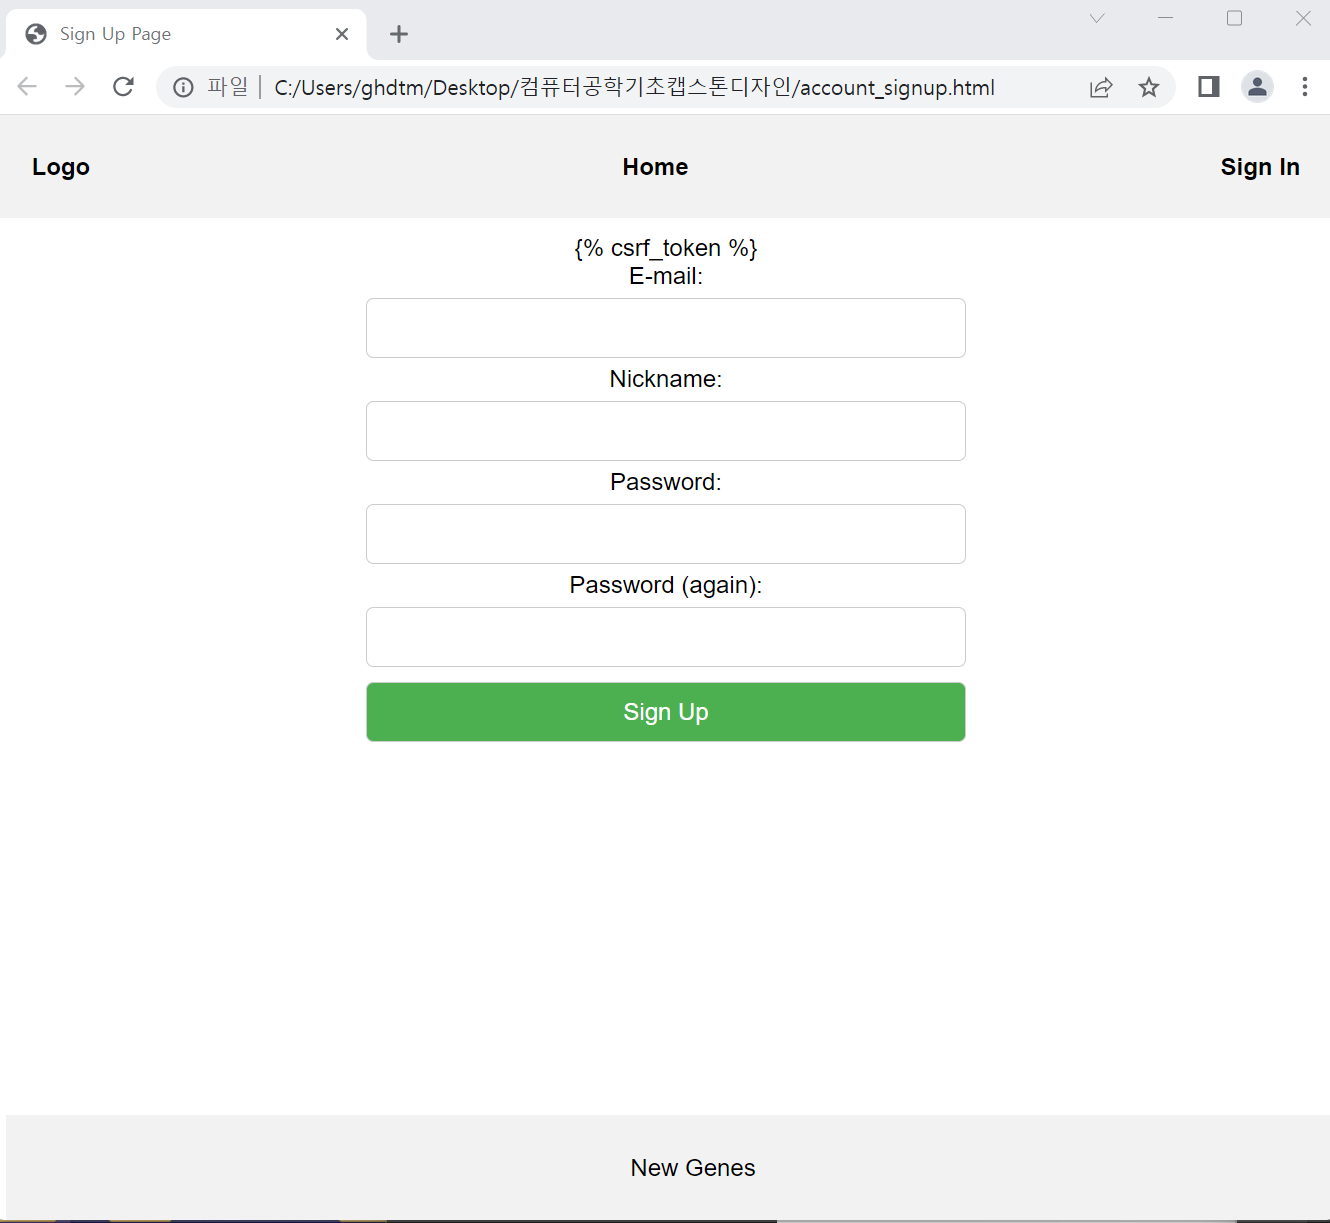 Sign Up Page
파일 C:/Users/ghdtm/Desktop/컴퓨터공학기초캡스톤디자인/account_signup.html
Logo Home Sign In
{% csrf_token %}
E-mail:
Nickname:
Password:
Password (again):
Sign Up
New Genes